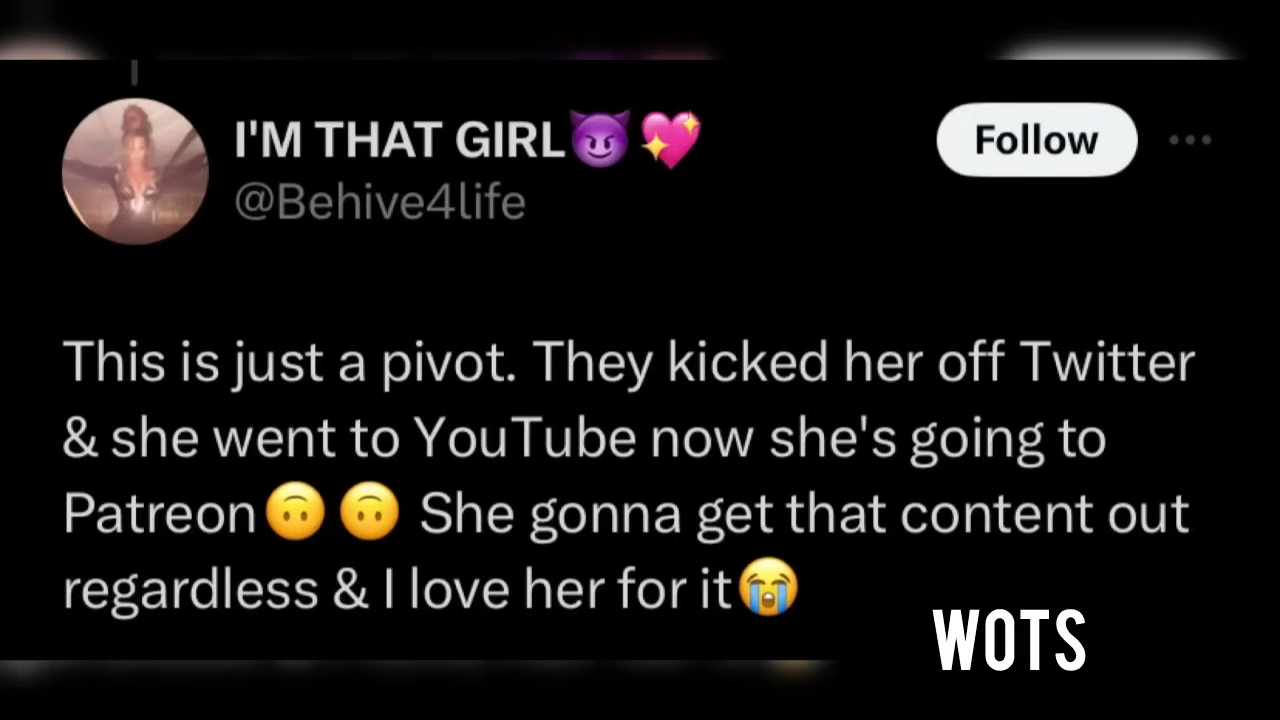 I'M THAT GIRL😈💖
Follow
@Behive4life
This is just a pivot. They kicked her off Twitter
& she went to YouTube now she's going to
Patreon🙃🙃 She gonna get that content out
regardless & I love her for it😭
WOTS